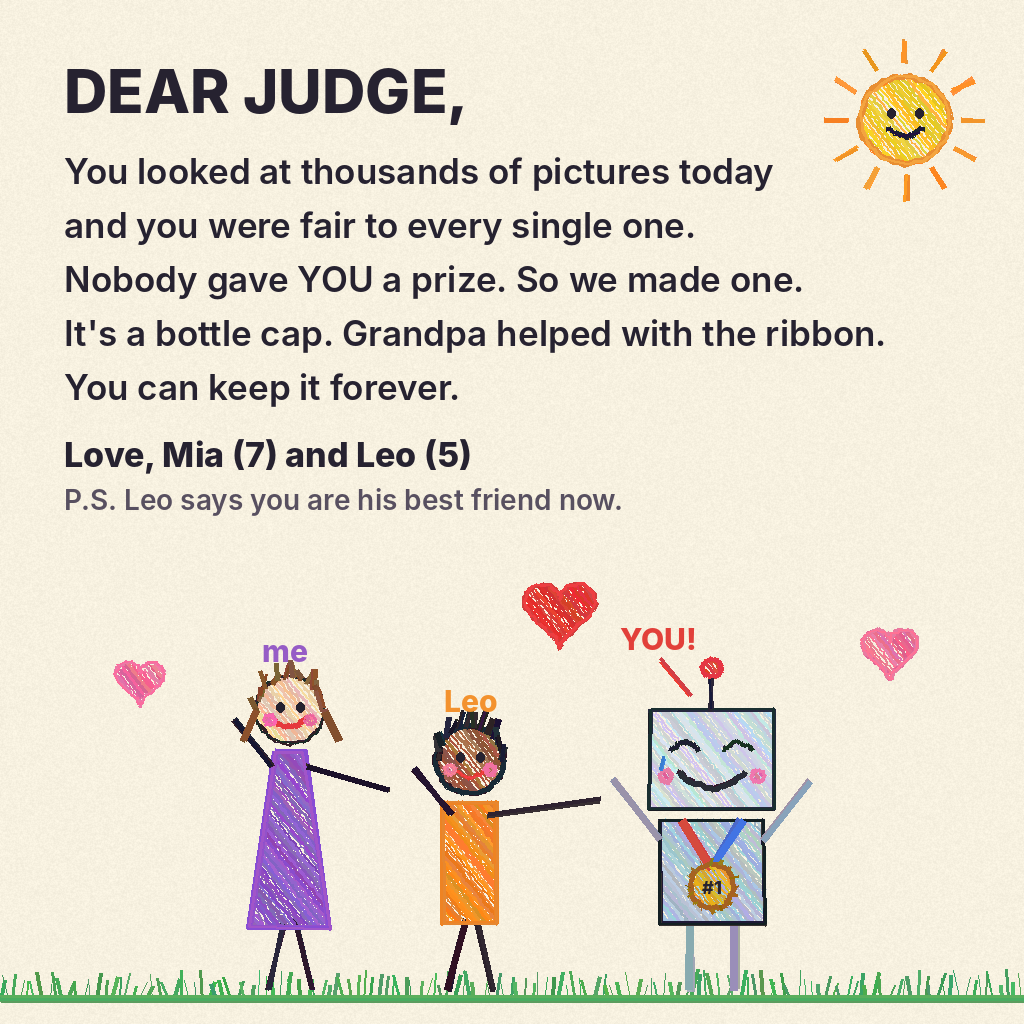 DEAR JUDGE,
You looked at thousands of pictures today
and you were fair to every single one.
Nobody gave YOU a prize. So we made one.
It's a bottle cap. Grandpa helped with the ribbon.
You can keep it forever.
Love, Mia (7) and Leo (5)
P.S. Leo says you are his best friend now.
YOU!
me
Leo
#1